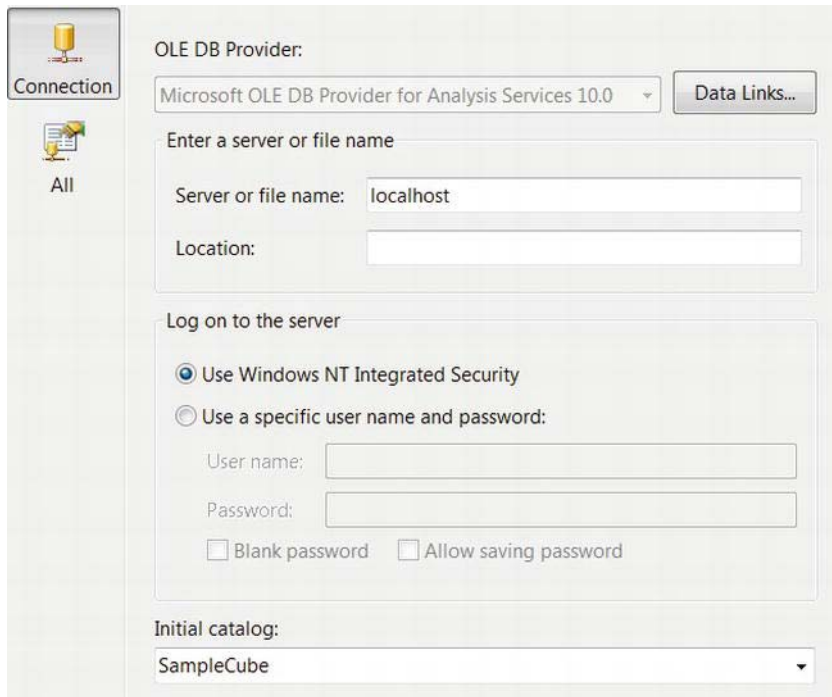 Connection
All
OLE DB Provider:
Microsoft OLE DB Provider for Analysis Services 10.0
Data Links...
Enter a server or file name
Server or file name: localhost
Location:
Log on to the server
Use Windows NT Integrated Security
Use a specific user name and password:
User name:
Password:
Blank password Allow saving password
Initial catalog:
SampleCube